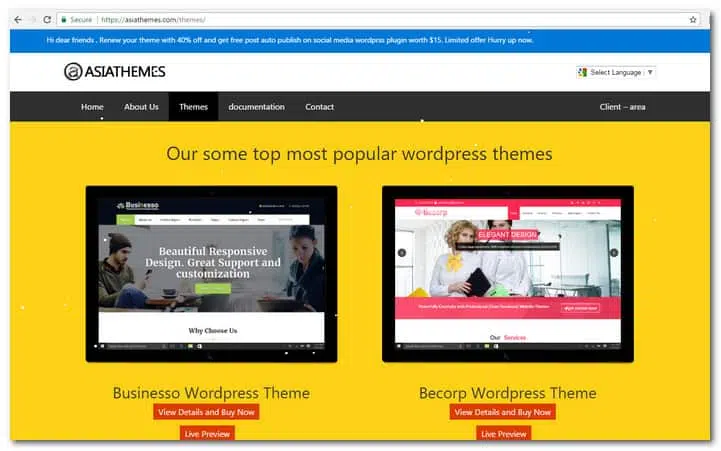 Secure https://asiathemes.com/themes/
Hi dear friends . Renew your theme with 40% off and get free post auto publish on social media wordprss plugin worth $15. Limited offer Hurry up now.
ASIATHEMES
Select Language ▼
Home About Us Themes documentation Contact Client – area
Our some top most popular wordpress themes
Businesso
Beautiful Responsive
Design. Great Support and
customization
Why Choose Us
Becorp
ELEGANT DESIGN
Our Services
Businesso Wordpress Theme
Becorp Wordpress Theme
View Details and Buy Now
View Details and Buy Now
Live Preview
Live Preview